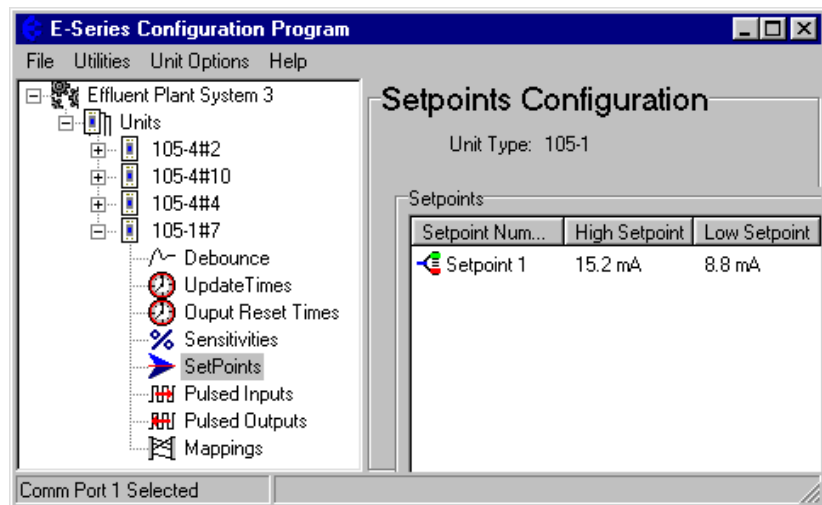 E-Series Configuration Program
File Utilities Unit Options Help
Effluent Plant System 3
Units
105-4#2
105-4#10
105-4#4
105-1#7
Debounce
UpdateTimes
Ouput Reset Times
Sensitivities
SetPoints
Pulsed Inputs
Pulsed Outputs
Mappings
Setpoints Configuration
Unit Type: 105-1
Setpoints
Setpoint Num... High Setpoint Low Setpoint
Setpoint 1 15.2 mA 8.8 mA
Comm Port 1 Selected